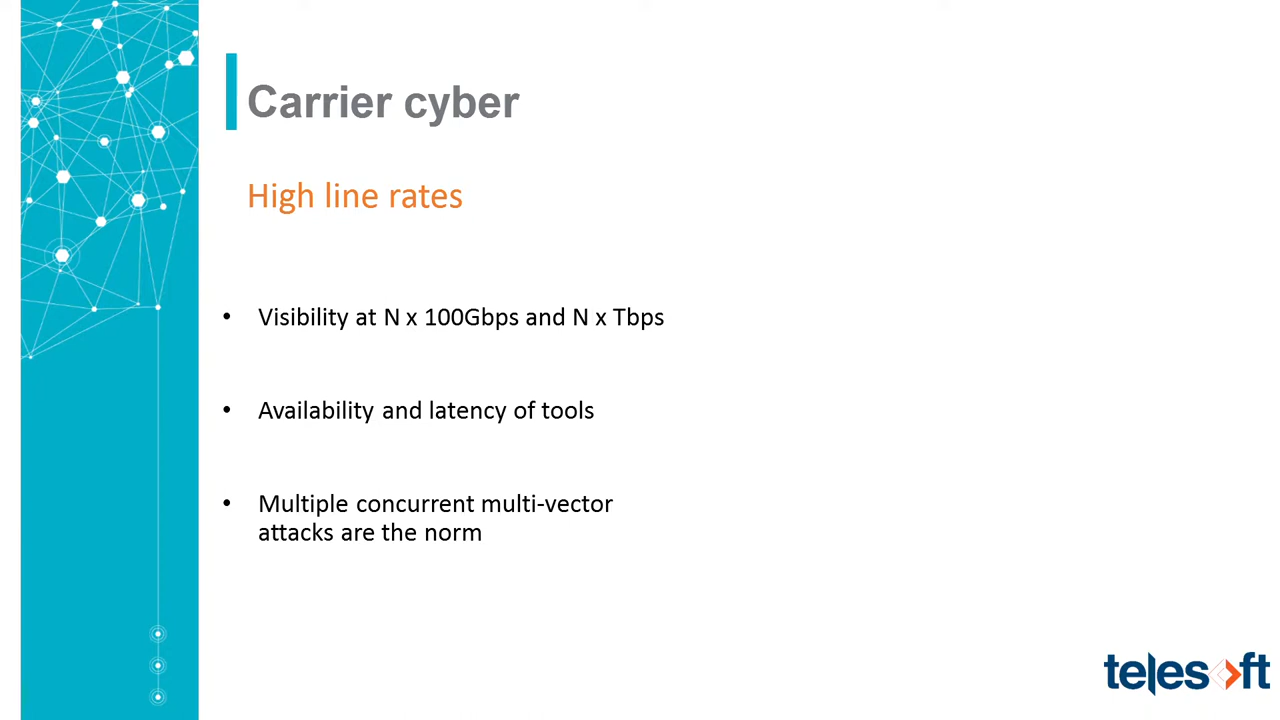 Carrier cyber
High line rates
• Visibility at N x 100Gbps and N x Tbps
• Availability and latency of tools
• Multiple concurrent multi-vector
attacks are the norm
telesoft